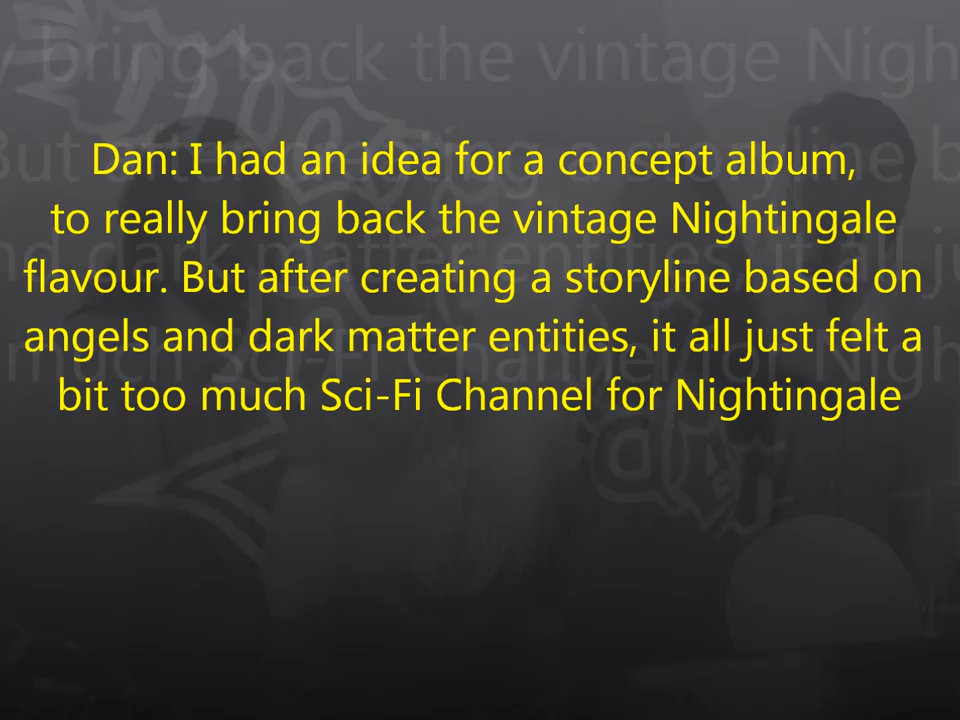 Dan: I had an idea for a concept album,
to really bring back the vintage Nightingale
flavour. But after creating a storyline based on
angels and dark matter entities, it all just felt a
bit too much Sci-Fi Channel for Nightingale